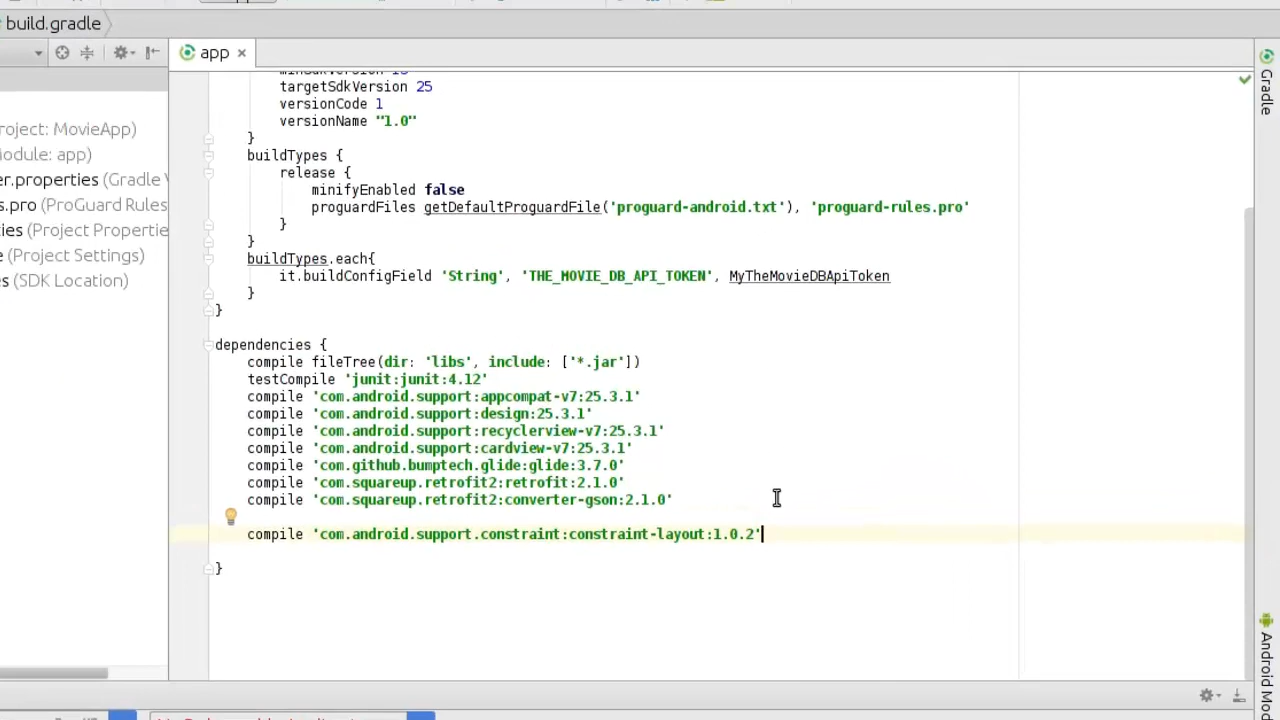 build.gradle
app
targetSdkVersion 25
versionCode 1
versionName "1.0"
}
buildTypes {
release {
minifyEnabled false
proguardFiles getDefaultProguardFile('proguard-android.txt'), 'proguard-rules.pro'
}
}
buildTypes.each{
it.buildConfigField 'String', 'THE_MOVIE_DB_API_TOKEN', MyTheMovieDBApiToken
}
}
dependencies {
compile fileTree(dir: 'libs', include: ['*.jar'])
testCompile 'junit:junit:4.12'
compile 'com.android.support:appcompat-v7:25.3.1'
compile 'com.android.support:design:25.3.1'
compile 'com.android.support:recyclerview-v7:25.3.1'
compile 'com.android.support:cardview-v7:25.3.1'
compile 'com.github.bumptech.glide:glide:3.7.0'
compile 'com.squareup.retrofit2:retrofit:2.1.0'
compile 'com.squareup.retrofit2:converter-gson:2.1.0'
compile 'com.android.support.constraint:constraint-layout:1.0.2'
}
roject: MovieApp)
Module: app)
er.properties (Gradle
s.pro (ProGuard Rules
ties (Project Propertie
e (Project Settings)
s (SDK Location)
Gradle
Android Mod